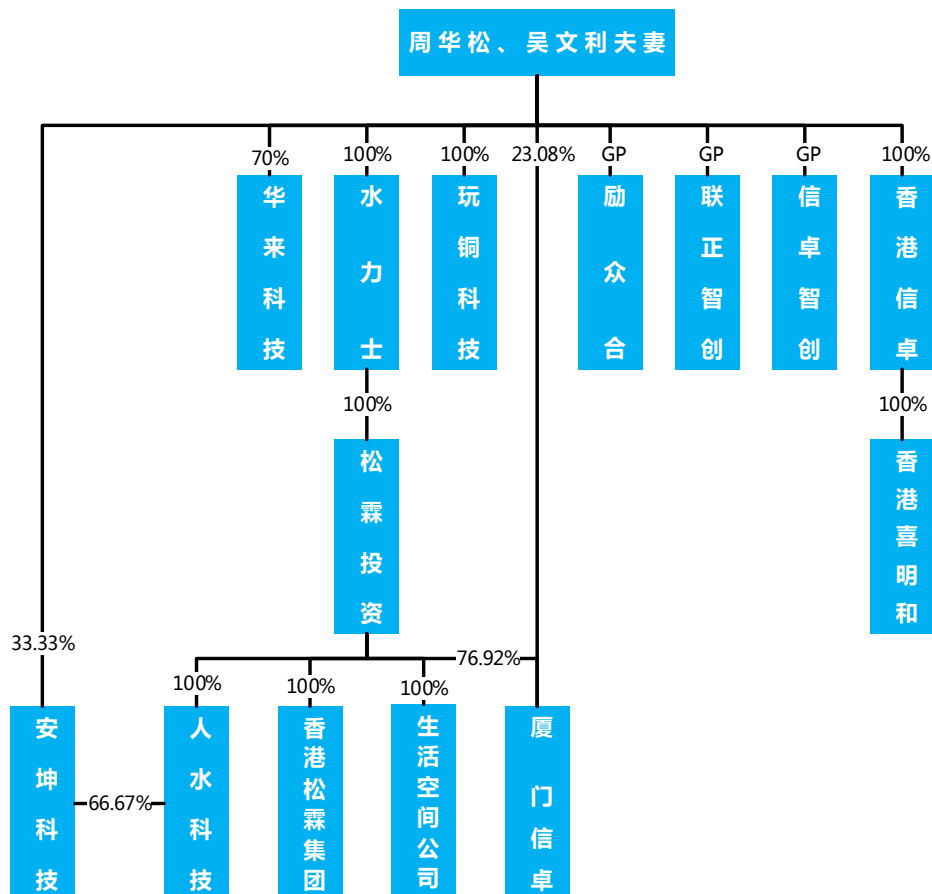 周华松、吴文利夫妻
70%
100%
100%
23.08%
GP
GP
GP
100%
华来科技
水力士
玩铜科技
励众合
联正智创
信卓智创
香港信卓
100%
100%
松霖投资
香港喜明和
33.33%
76.92%
100%
100%
100%
安坤科技
人水科技
香港松霖集团
生活空间公司
厦门信卓
66.67%